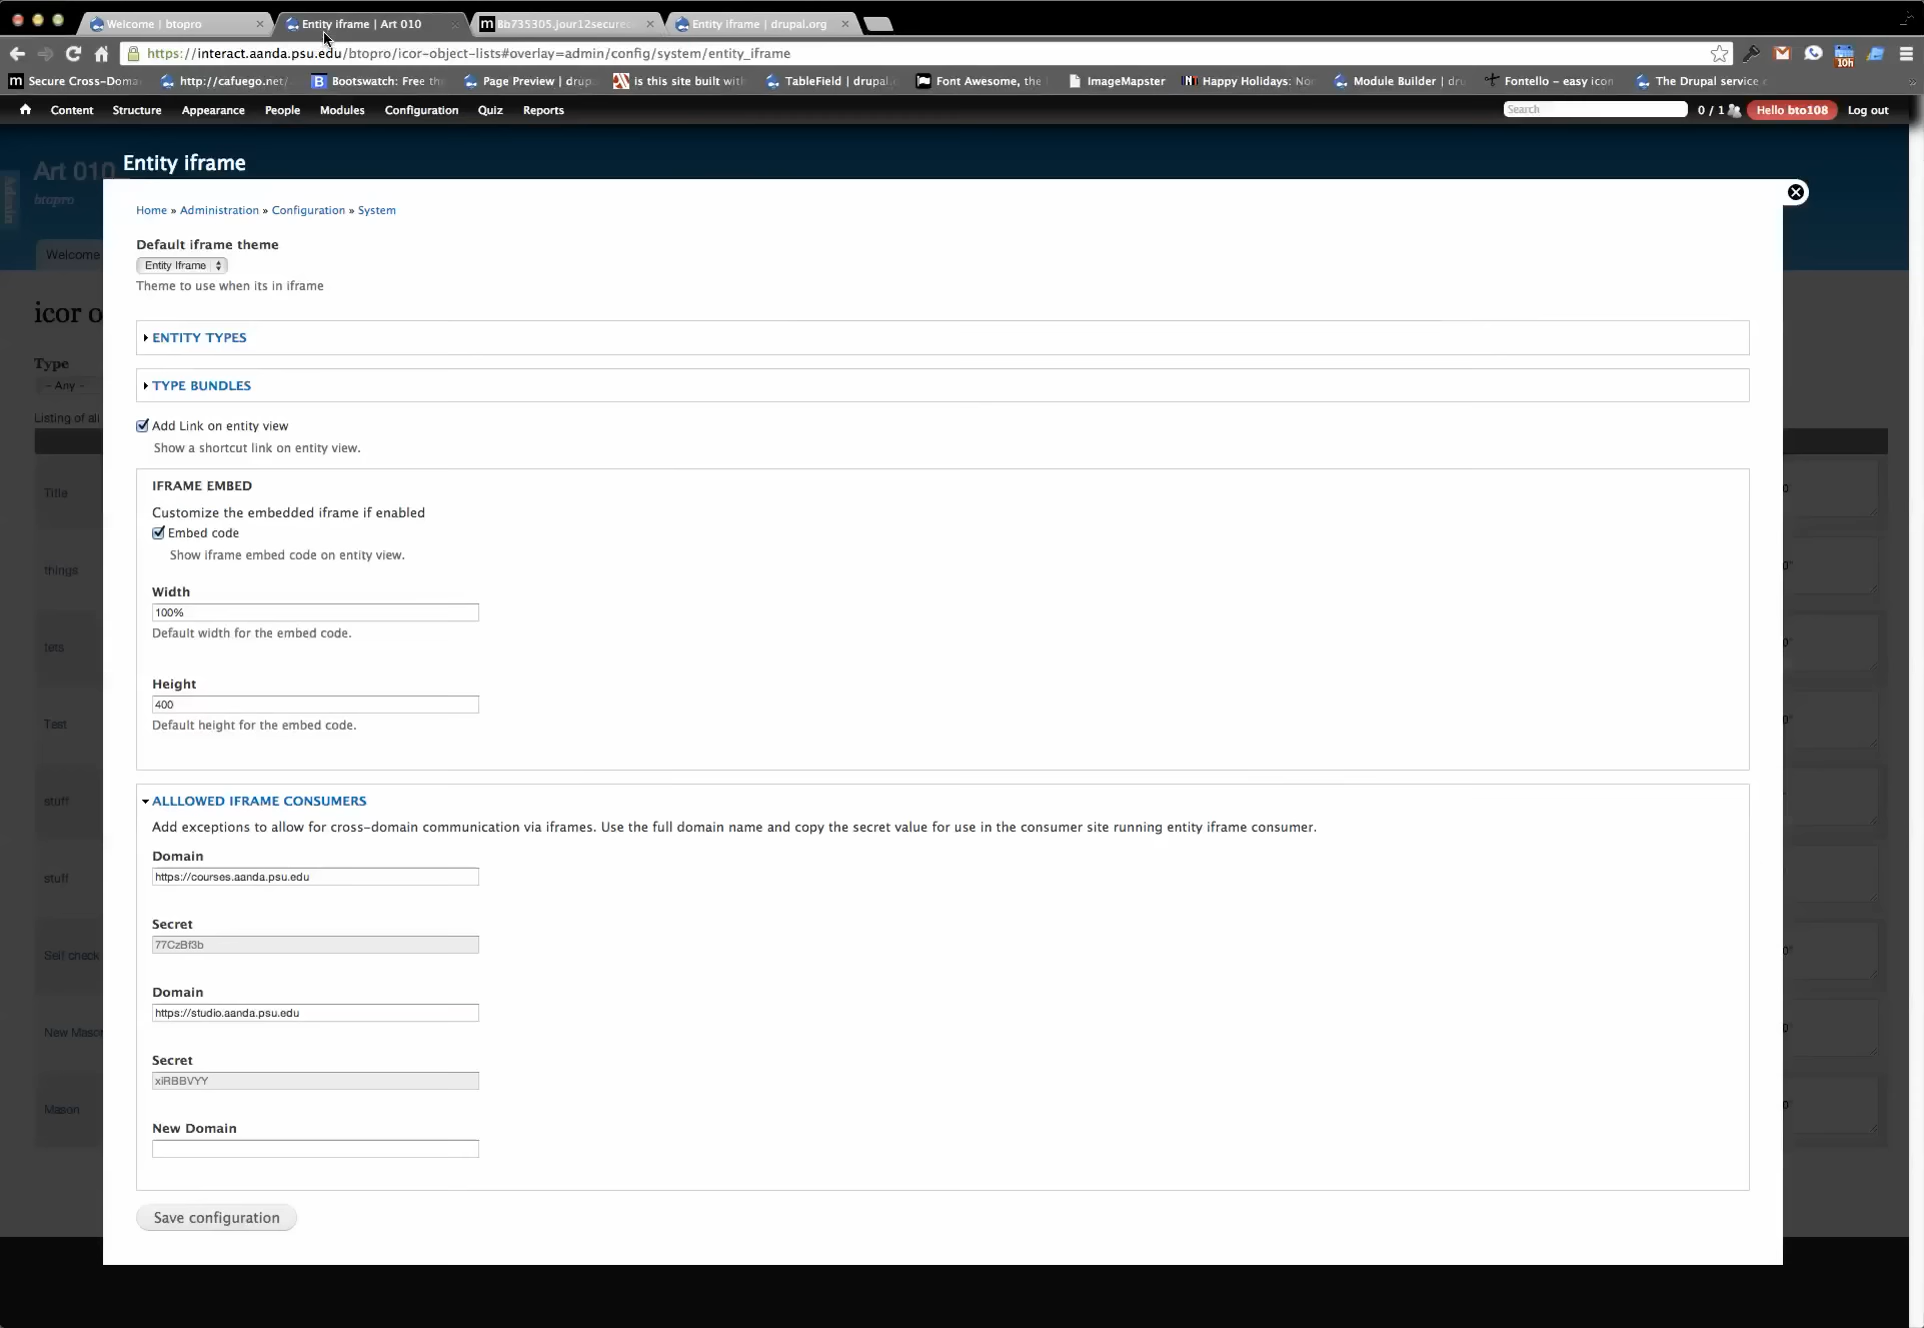 Welcome | btopro
Entity iframe | Art 010
Bb735305.jour12secure
Entity iframe | drupal.org
https://interact.aanda.psu.edu/btopro/icor-object-lists#overlay=admin/config/system/entity_iframe
10h
Secure Cross-Doma
http://cafuego.net/
Bootswatch: Free the
Page Preview | drup
is this site built with
TableField | drupal.
Font Awesome, the
ImageMapster
Happy Holidays: No
Module Builder | dru
Fontello – easy icon
The Drupal service
Content
Structure
Appearance
People
Modules
Configuration
Quiz
Reports
Search
0 / 1
Hello bto108
Log out
Art 010
Entity iframe
Admin
btopro
Home » Administration » Configuration » System
Welcome
Default iframe theme
Entity Iframe
Theme to use when its in iframe
icor o
ENTITY TYPES
Type
- Any -
TYPE BUNDLES
Listing of all
Add Link on entity view
Show a shortcut link on entity view.
IFRAME EMBED
Title
Customize the embedded iframe if enabled
Embed code
Show iframe embed code on entity view.
things
Width
100%
Default width for the embed code.
tets
Height
400
Default height for the embed code.
Test
ALLLOWED IFRAME CONSUMERS
stuff
Add exceptions to allow for cross-domain communication via iframes. Use the full domain name and copy the secret value for use in the consumer site running entity iframe consumer.
Domain
https://courses.aanda.psu.edu
stuff
Secret
77CzBf3b
Self check
Domain
https://studio.aanda.psu.edu
New Mason
Secret
xiRBBVYY
Mason
New Domain
Save configuration